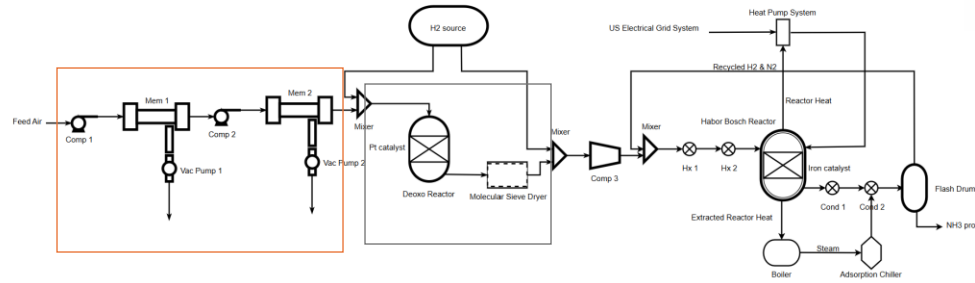 H2 source
Heat Pump System
US Electrical Grid System
Recycled H2 & N2
Mem 1
Mem 2
Reactor Heat
Mixer
Feed Air
Comp 1
Comp 2
Mixer
Mixer
Habor Bosch Reactor
Pt catalyst
Vac Pump 1
Vac Pump 2
Hx 1
Hx 2
Iron catalyst
Comp 3
Deoxo Reactor
Molecular Sieve Dryer
Cond 1
Cond 2
Flash Drum
Extracted Reactor Heat
NH3 pro
Steam
Boiler
Adsorption Chiller